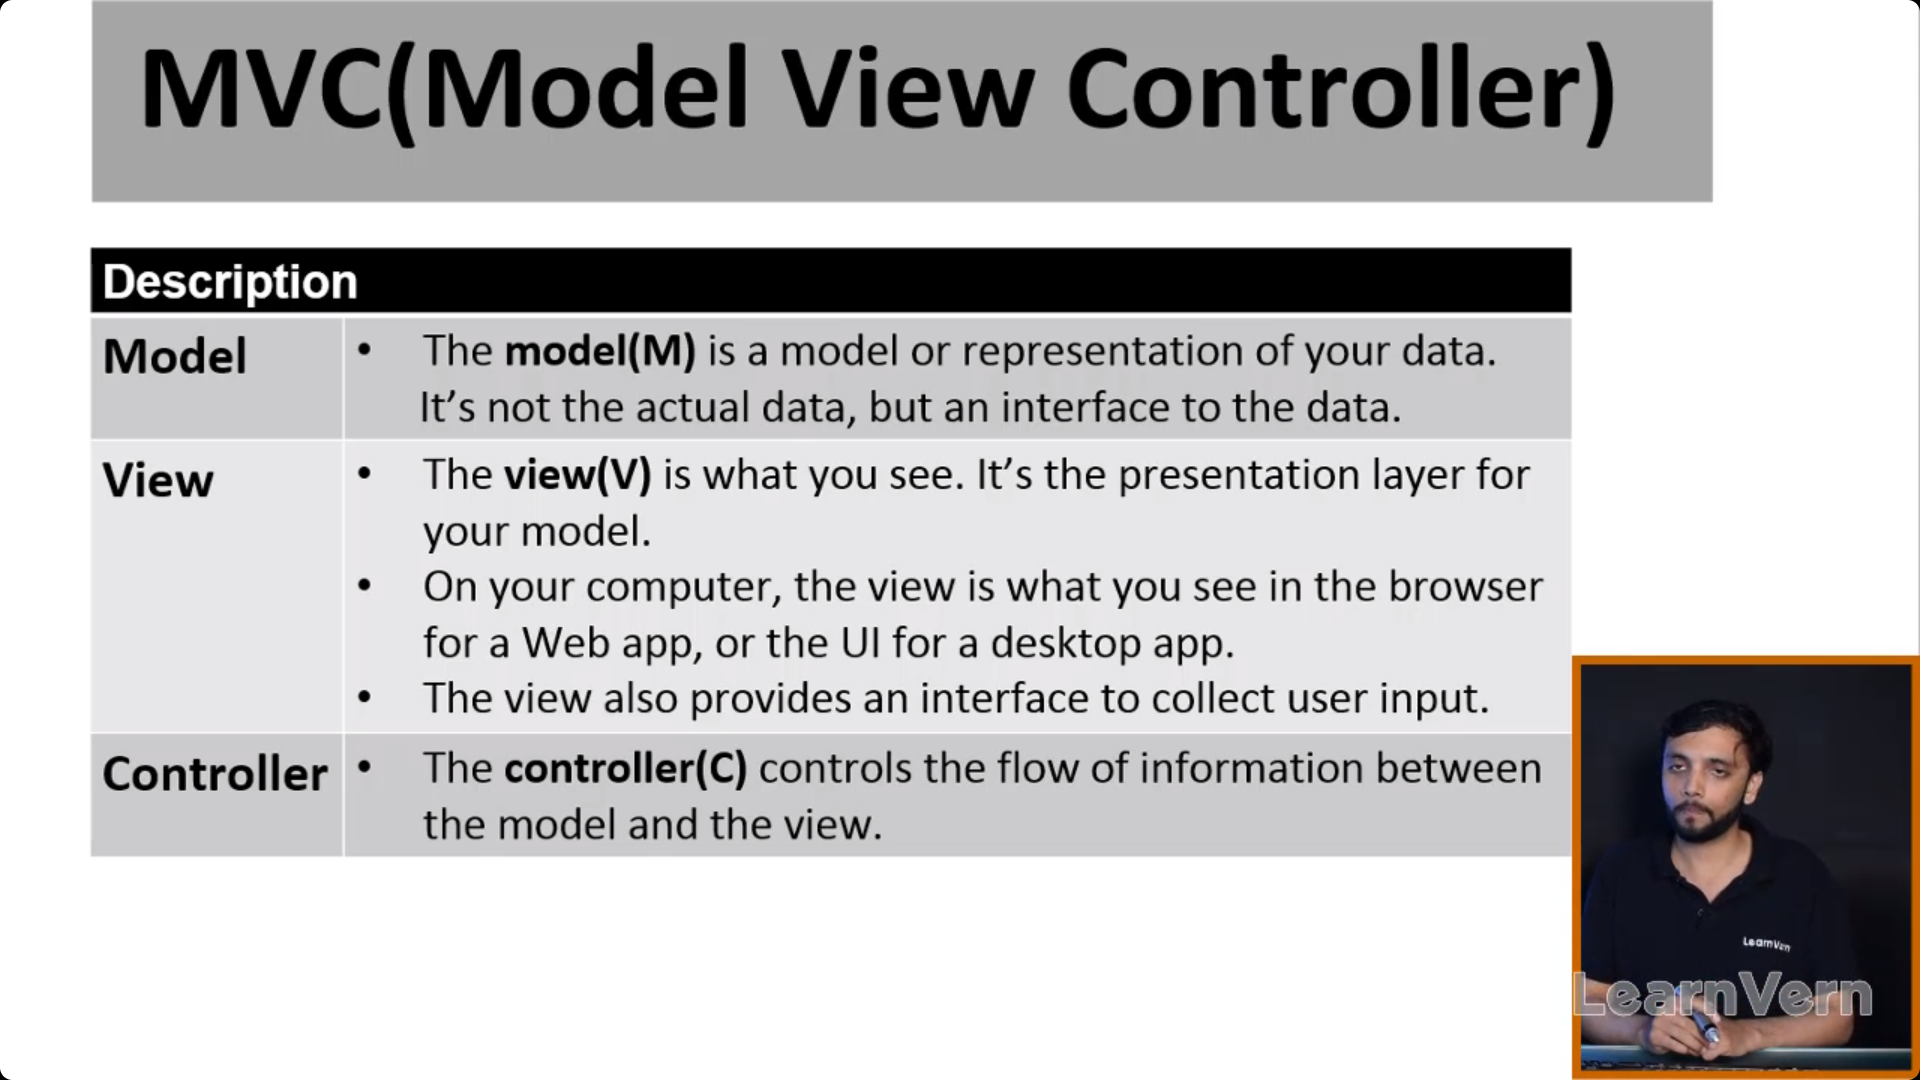 MVC(Model View Controller)
Description
Model
• The model(M) is a model or representation of your data.
It’s not the actual data, but an interface to the data.
View
• The view(V) is what you see. It’s the presentation layer for
your model.
• On your computer, the view is what you see in the browser
for a Web app, or the UI for a desktop app.
• The view also provides an interface to collect user input.
Controller
• The controller(C) controls the flow of information between
the model and the view.
LearnVern
LearnVern